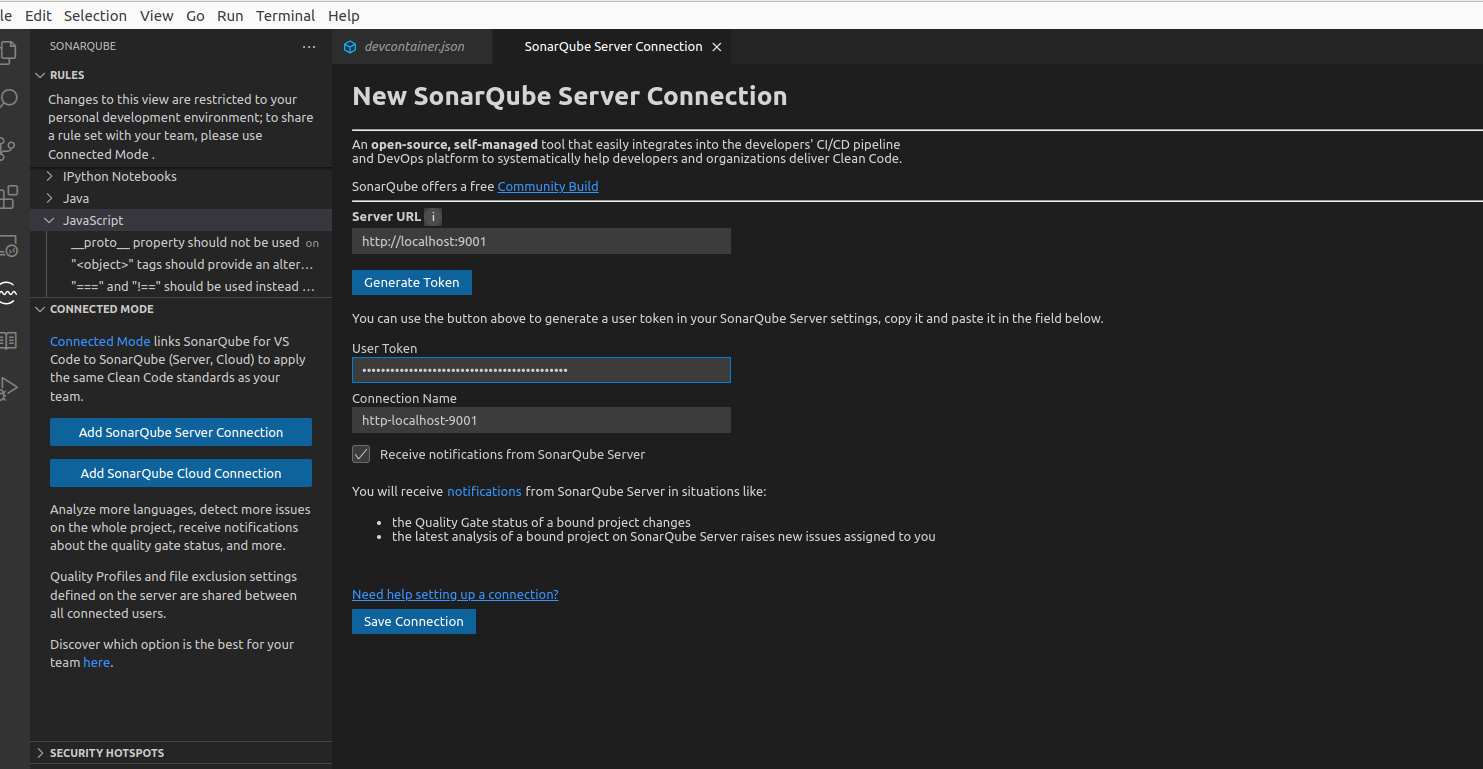 le Edit Selection View Go Run Terminal Help
SONARQUBE ···
RULES
Changes to this view are restricted to your
personal development environment; to share
a rule set with your team, please use
Connected Mode .
IPython Notebooks
Java
JavaScript
__proto__ property should not be used on
"<object>" tags should provide an alter...
"===" and "!==" should be used instead ...
CONNECTED MODE
Connected Mode links SonarQube for VS
Code to SonarQube (Server, Cloud) to apply
the same Clean Code standards as your
team.
Add SonarQube Server Connection
Add SonarQube Cloud Connection
Analyze more languages, detect more issues
on the whole project, receive notifications
about the quality gate status, and more.
Quality Profiles and file exclusion settings
defined on the server are shared between
all connected users.
Discover which option is the best for your
team here.
SECURITY HOTSPOTS
devcontainer.json
SonarQube Server Connection
New SonarQube Server Connection
An open-source, self-managed tool that easily integrates into the developers' CI/CD pipeline
and DevOps platform to systematically help developers and organizations deliver Clean Code.
SonarQube offers a free Community Build
Server URL i
http://localhost:9001
Generate Token
You can use the button above to generate a user token in your SonarQube Server settings, copy it and paste it in the field below.
User Token
••••••••••••••••••••••••••••••••••••••••••••
Connection Name
http-localhost-9001
Receive notifications from SonarQube Server
You will receive notifications from SonarQube Server in situations like:
• the Quality Gate status of a bound project changes
• the latest analysis of a bound project on SonarQube Server raises new issues assigned to you
Need help setting up a connection?
Save Connection